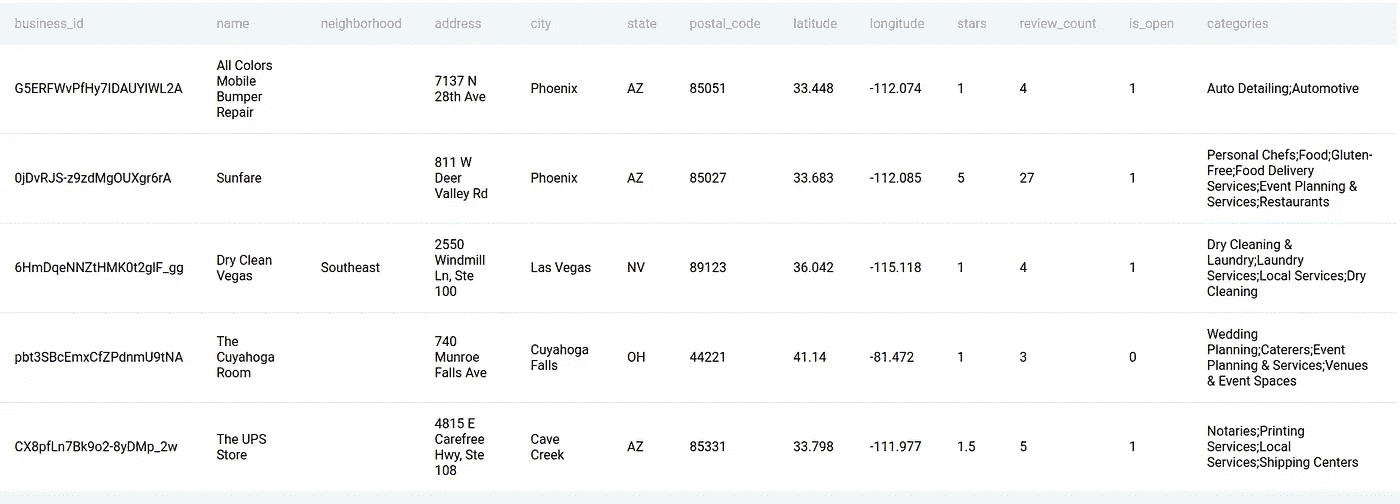 business_id name neighborhood address city state postal_code latitude longitude stars review_count is_open categories
All Colors
Mobile
Bumper
Repair
G5ERFWvPfHy7IDAUYlWL2A
7137 N
28th Ave
Phoenix AZ 85051 33.448 -112.074 1 4 1 Auto Detailing;Automotive
0jDvRJS-z9zdMgOUXgr6rA Sunfare
811 W
Deer
Valley Rd
Phoenix AZ 85027 33.683 -112.085 5 27 1
Personal Chefs;Food;Gluten-
Free;Food Delivery
Services;Event Planning &
Services;Restaurants
6HmDqeNNZtHMK0t2glF_gg
Dry Clean
Vegas
Southeast
2550
Windmill
Ln, Ste
100
Las Vegas NV 89123 36.042 -115.118 1 4 1
Dry Cleaning &
Laundry;Laundry
Services;Local Services;Dry
Cleaning
pbt3SBcEmxCfZPdnmU9tNA
The
Cuyahoga
Room
740
Munroe
Falls Ave
Cuyahoga
Falls
OH 44221 41.14 -81.472 1 3 0
Wedding
Planning;Caterers;Event
Planning & Services;Venues
& Event Spaces
CX8pfLn7Bk9o2-8yDMp_2w
The UPS
Store
4815 E
Carefree
Hwy, Ste
108
Cave
Creek
AZ 85331 33.798 -111.977 1.5 5 1
Notaries;Printing
Services;Local
Services;Shipping Centers